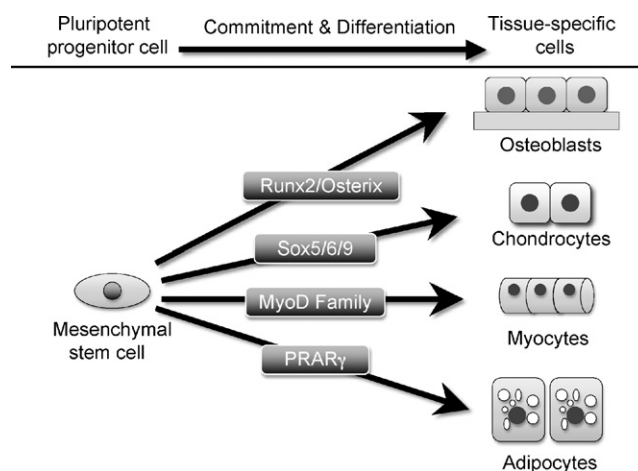 Pluripotent
progenitor cell
Commitment & Differentiation
Tissue-specific
cells
Osteoblasts
Runx2/Osterix
Sox5/6/9
Chondrocytes
MyoD Family
Mesenchymal
stem cell
Myocytes
PRARγ
Adipocytes